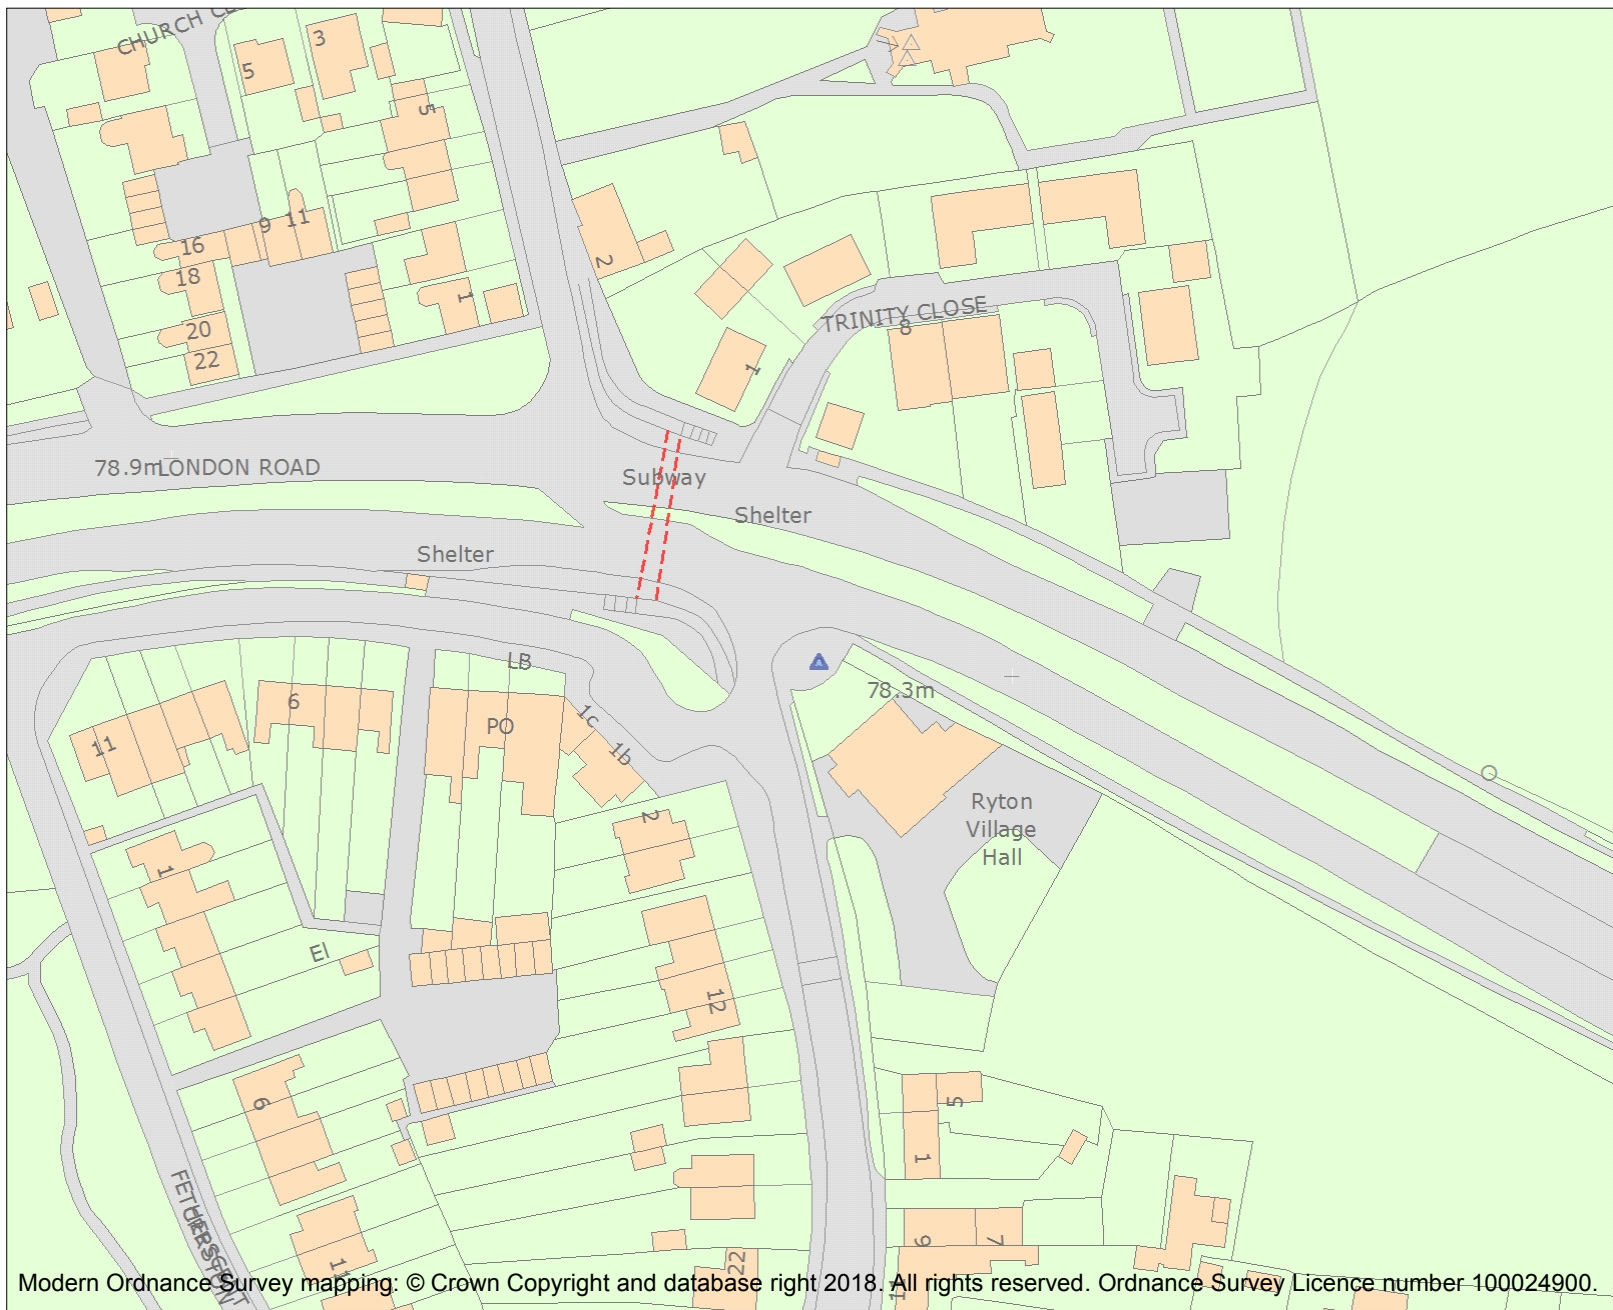 CHURCH CL
3
5
5
9
11
16
18
1
20
22
2
TRINITY CLOSE
8
1
78.9m
LONDON ROAD
Subway
Shelter
Shelter
LB
78.3m
6
1c
PO
11
1b
Ryton
Village
Hall
2
1
El
12
6
5
1
FETHERSTON
CRESCENT
9
7
22
Modern Ordnance Survey mapping: © Crown Copyright and database right 2018. All rights reserved. Ordnance Survey Licence number 100024900.